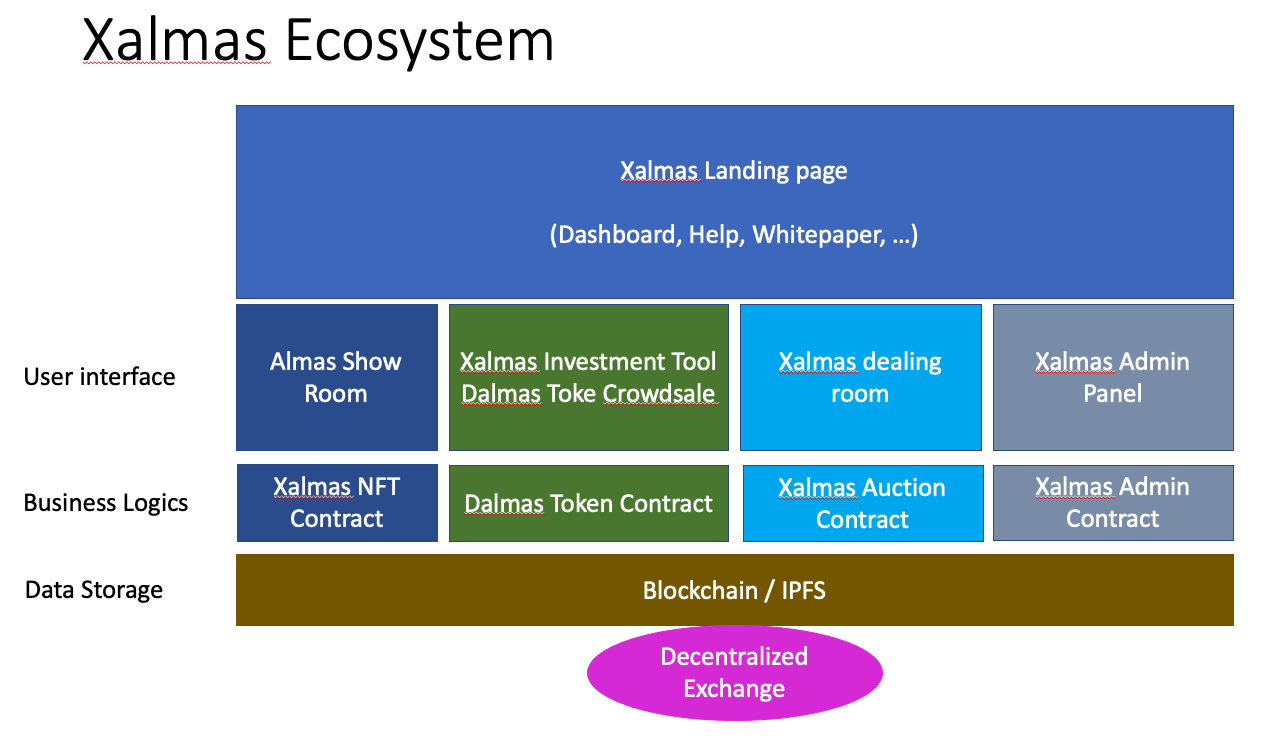 Xalmas Ecosystem
Xalmas Landing page
(Dashboard, Help, Whitepaper, ...)
User interface
Almas Show
Room
Xalmas Investment Tool
Dalmas Toke Crowdsale
Xalmas dealing
room
Xalmas Admin
Panel
Business Logics
Xalmas NFT
Contract
Dalmas Token Contract
Xalmas Auction
Contract
Xalmas Admin
Contract
Data Storage
Blockchain / IPFS
Decentralized
Exchange